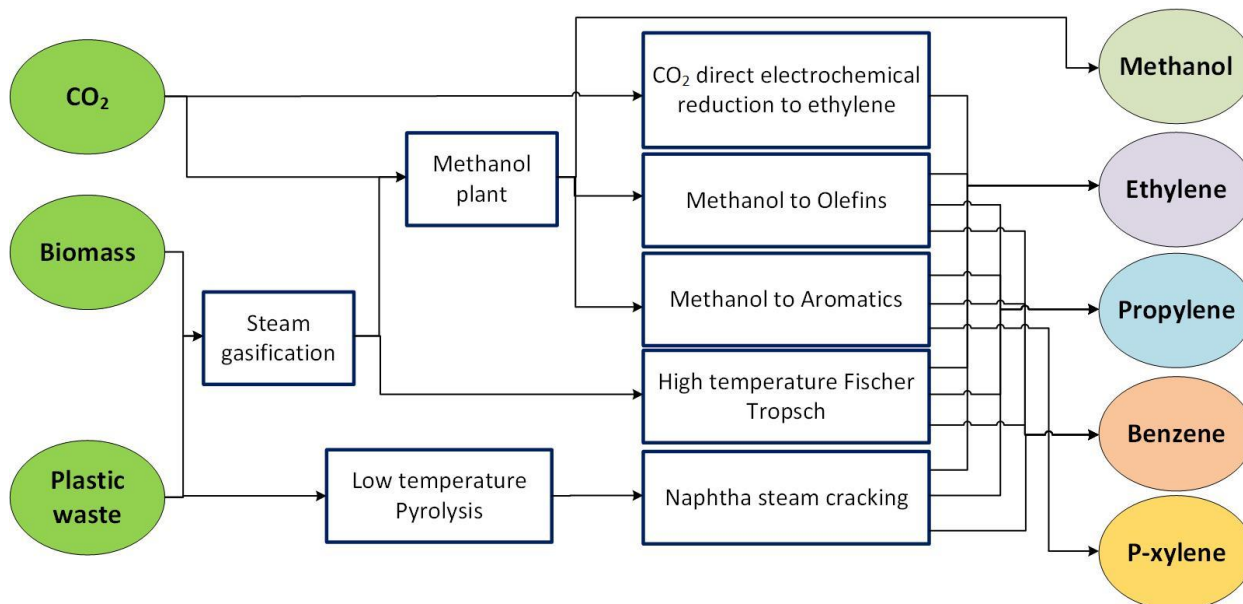 CO₂
Biomass
Plastic
waste
Steam
gasification
Methanol
plant
Low temperature
Pyrolysis
CO₂ direct electrochemical
reduction to ethylene
Methanol to Olefins
Methanol to Aromatics
High temperature Fischer
Tropsch
Naphtha steam cracking
Methanol
Ethylene
Propylene
Benzene
P-xylene